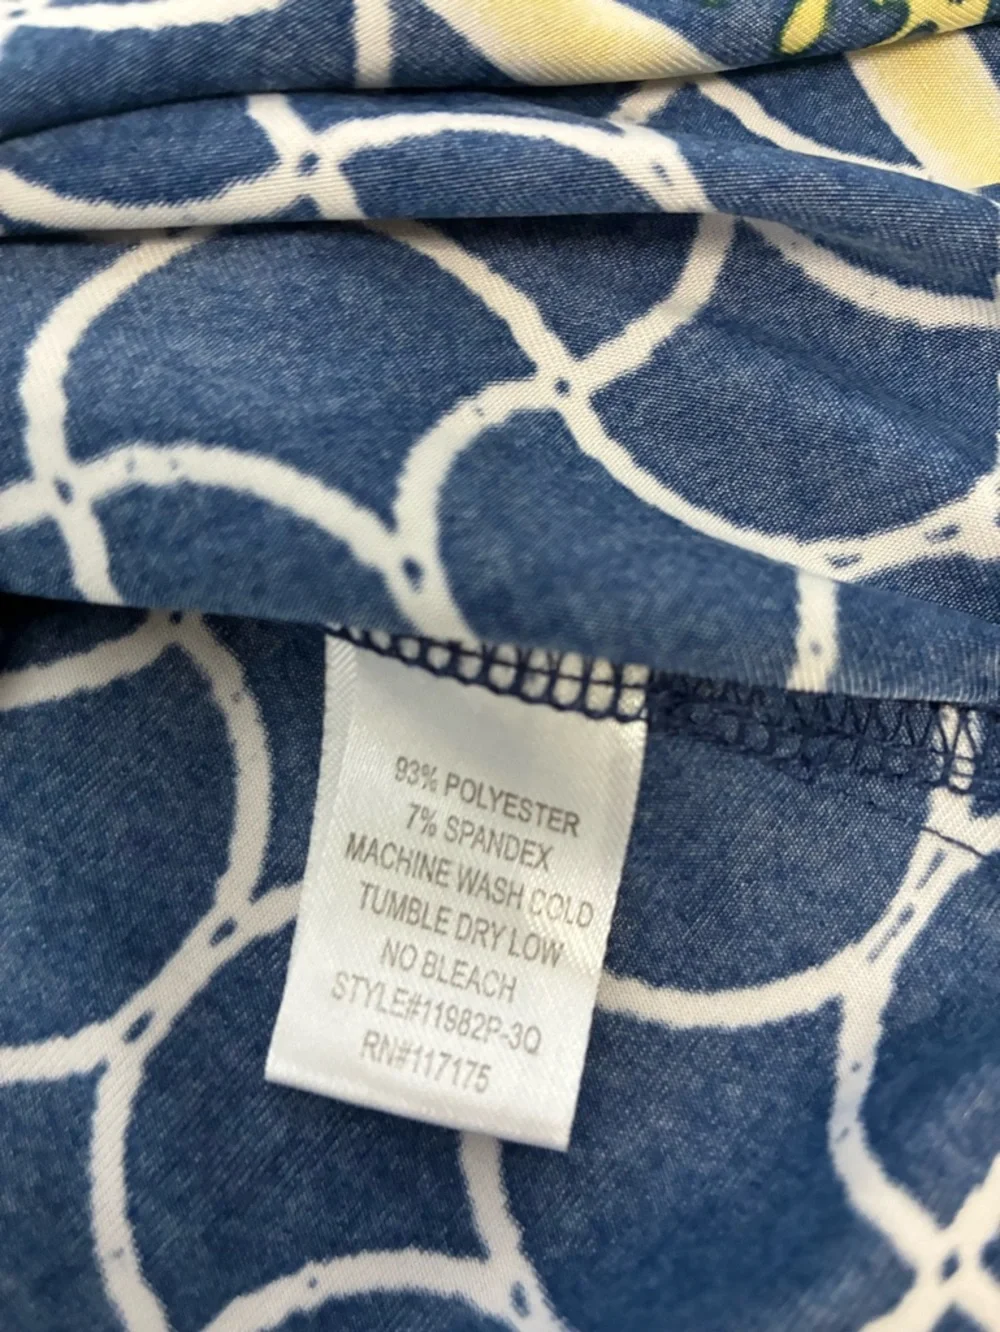 93% POLYESTER
7% SPANDEX
MACHINE WASH COLD
TUMBLE DRY LOW
NO BLEACH
STYLE#11982P-3Q
RN#117175